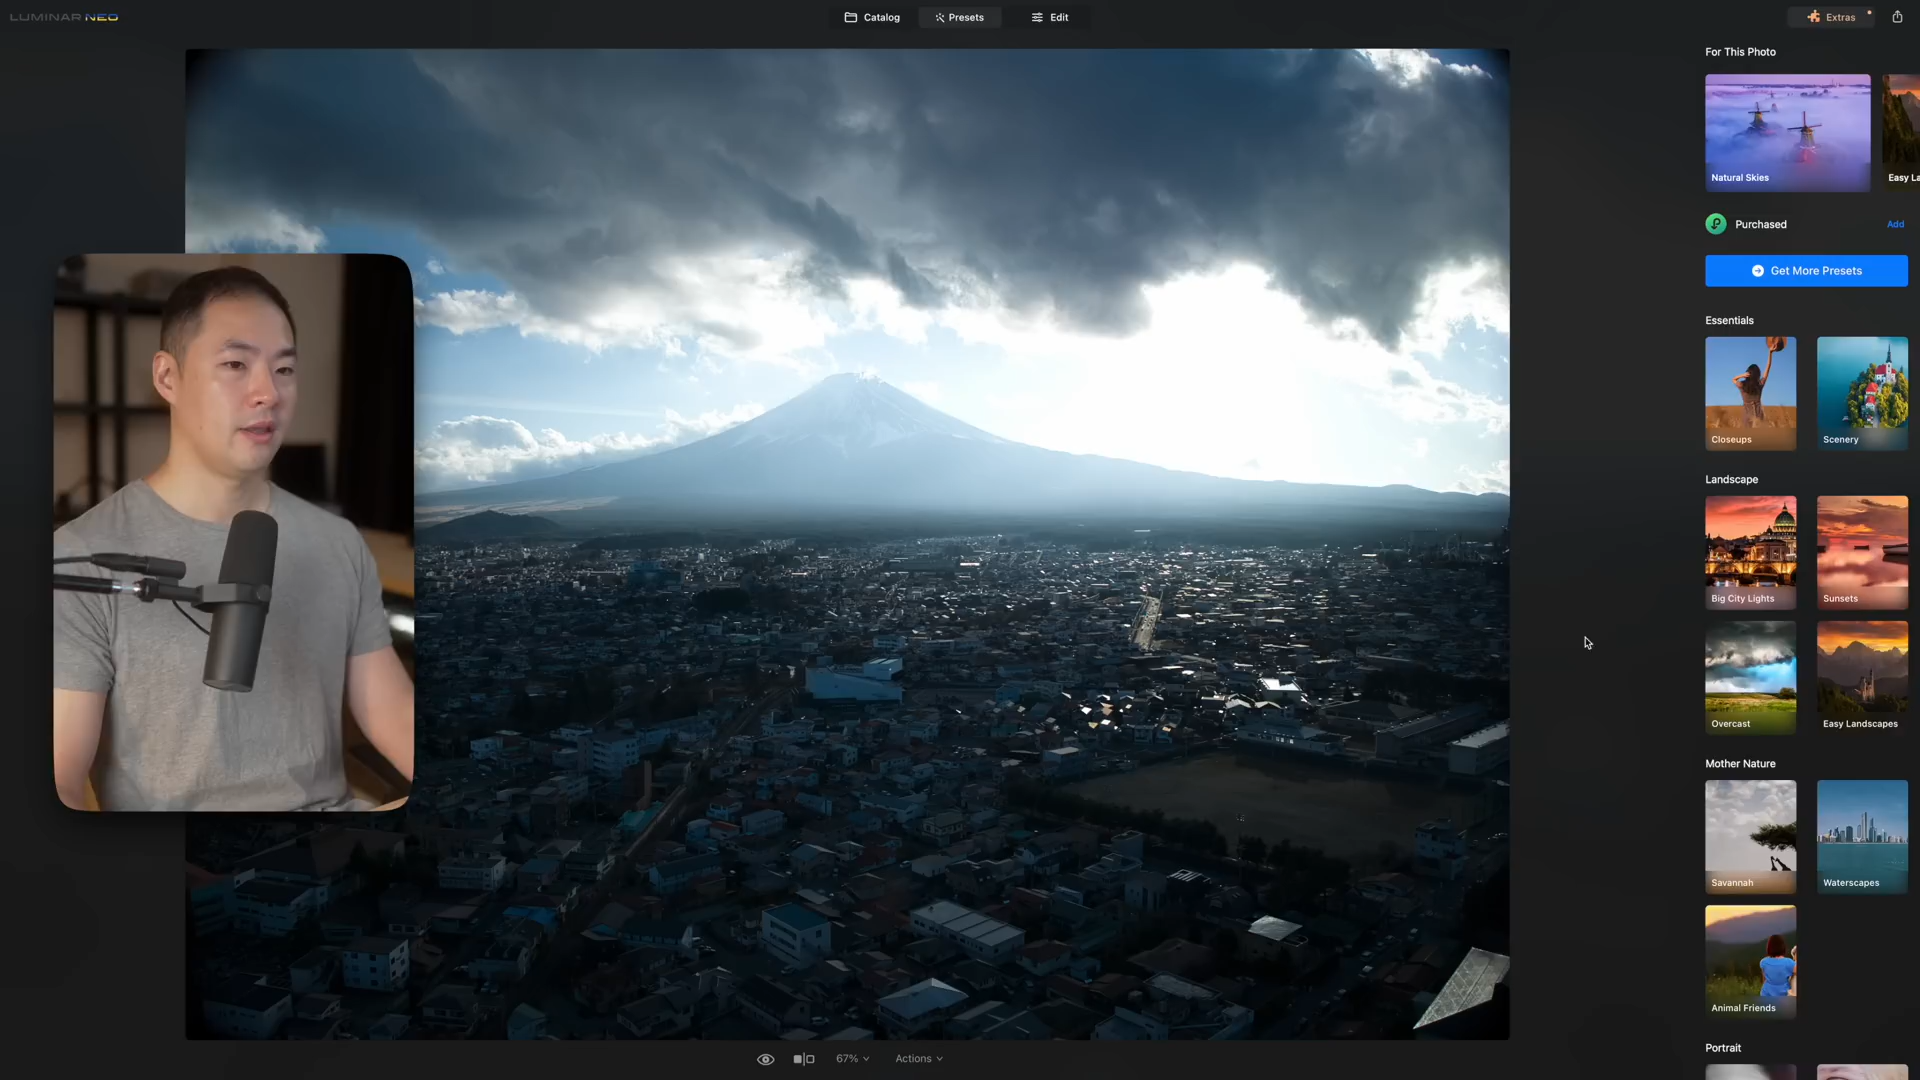 LUMINAR NEO
Catalog
Presets
Edit
Extras
For This Photo
Natural Skies
Easy La
Purchased
Add
Get More Presets
Essentials
Closeups
Scenery
Landscape
Big City Lights
Sunsets
Overcast
Easy Landscapes
Mother Nature
Savannah
Waterscapes
Animal Friends
67%
Actions
Portrait